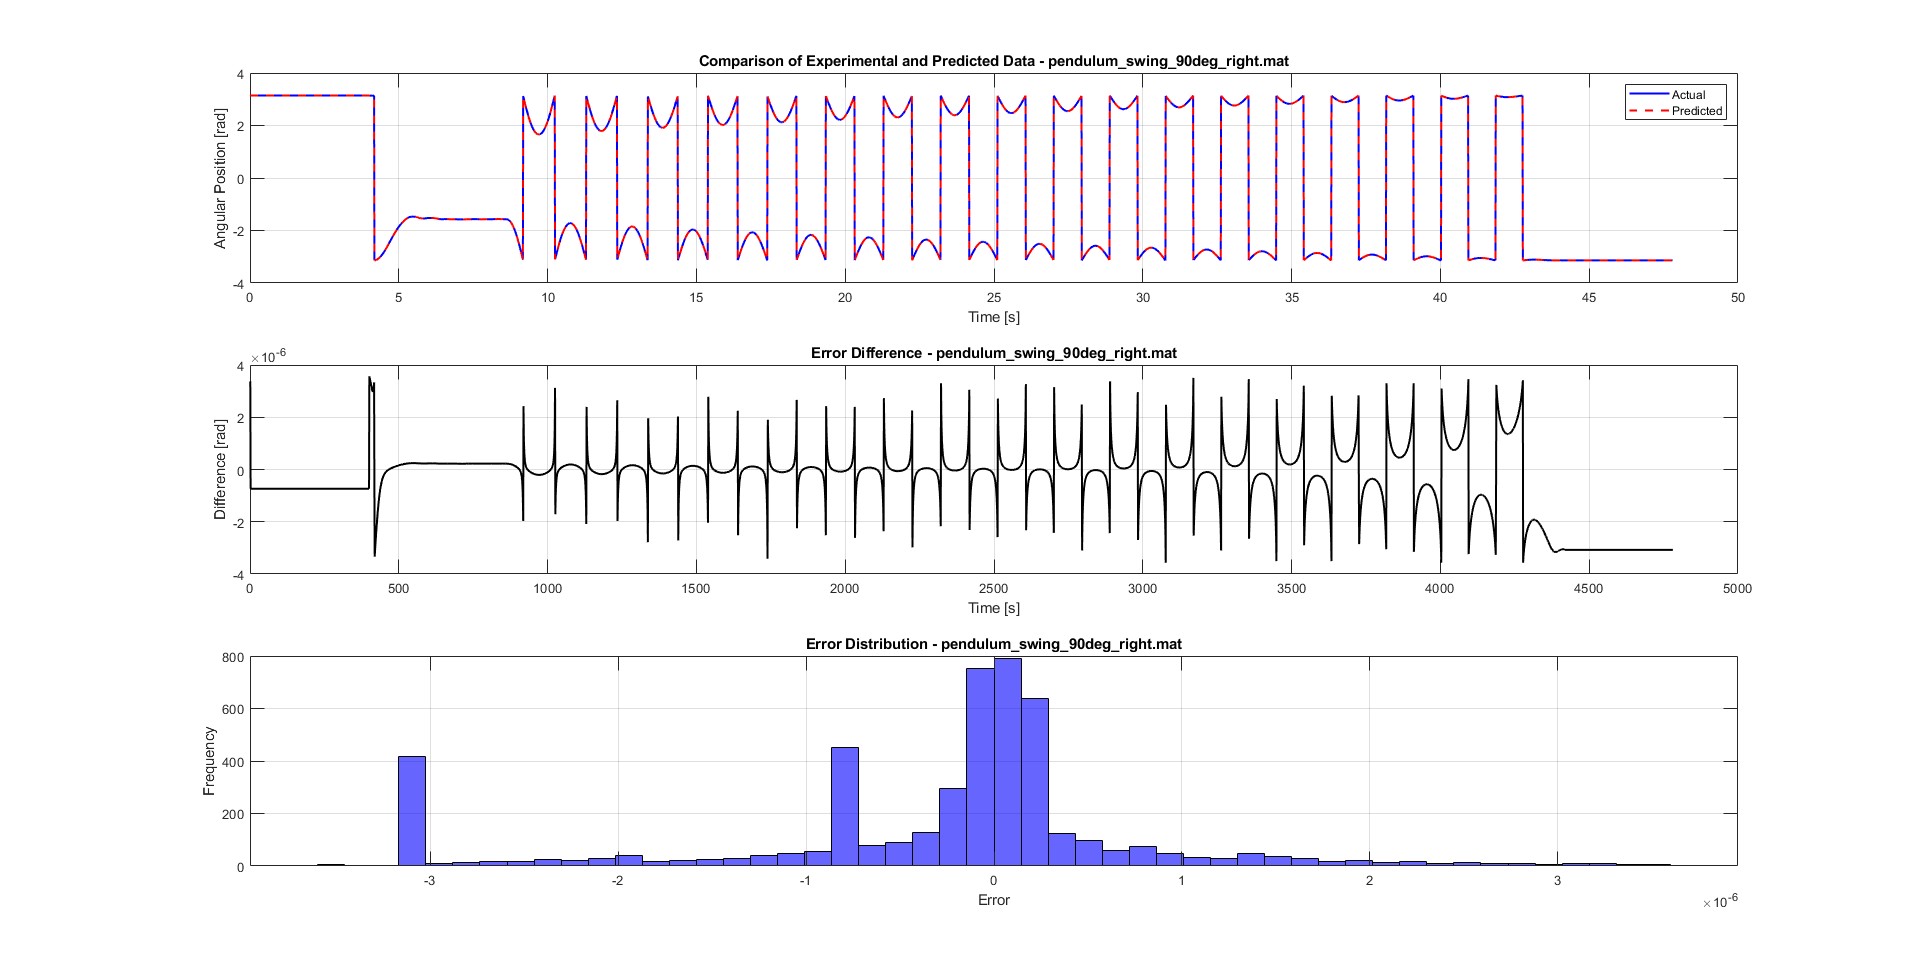 Comparison of Experimental and Predicted Data - pendulum_swing_90deg_right.mat
4
2
0
-2
-4
Angular Position [rad]
Actual
Predicted
0 5 10 15 20 25 30 35 40 45 50
Time [s]
Error Difference - pendulum_swing_90deg_right.mat
×10-6
4
2
0
-2
-4
Difference [rad]
0 500 1000 1500 2000 2500 3000 3500 4000 4500 5000
Time [s]
Error Distribution - pendulum_swing_90deg_right.mat
800
600
400
200
0
Frequency
-3 -2 -1 0 1 2 3
Error
×10-6